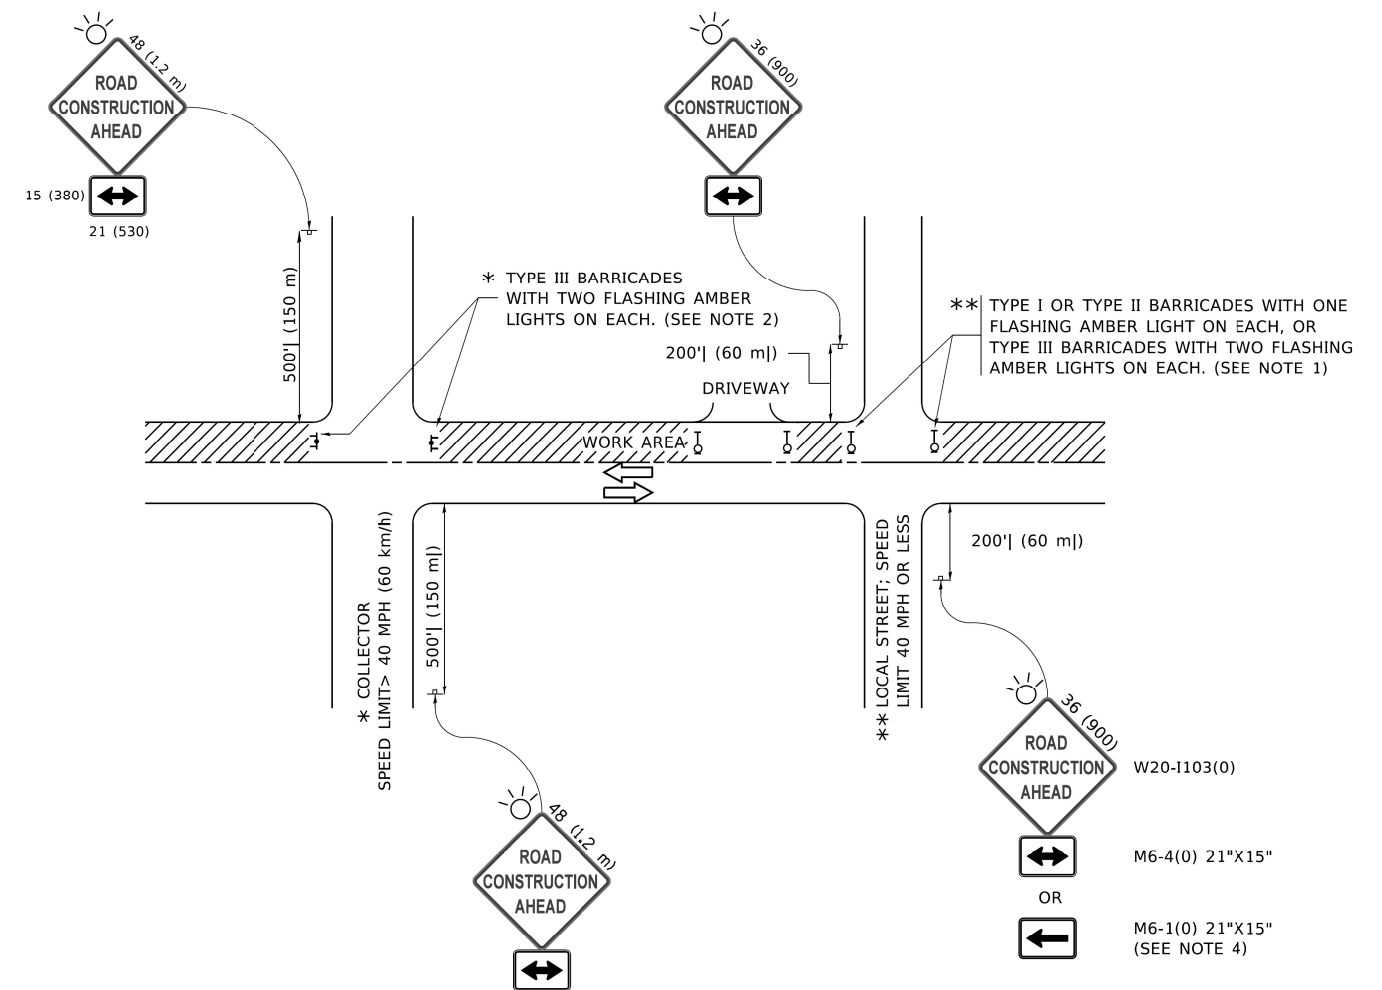 48 (1.2 m)
ROAD
CONSTRUCTION
AHEAD
15 (380)
21 (530)
36 (900)
ROAD
CONSTRUCTION
AHEAD
500'| (150 m)
* TYPE III BARRICADES
WITH TWO FLASHING AMBER
LIGHTS ON EACH. (SEE NOTE 2)
200'| (60 m|)
DRIVEWAY
** TYPE I OR TYPE II BARRICADES WITH ONE
FLASHING AMBER LIGHT ON EACH, OR
TYPE III BARRICADES WITH TWO FLASHING
AMBER LIGHTS ON EACH. (SEE NOTE 1)
WORK AREA
* COLLECTOR
SPEED LIMIT> 40 MPH (60 km/h)
500'| (150 m|)
** LOCAL STREET; SPEED
LIMIT 40 MPH OR LESS
200'| (60 m|)
48 (1.2 m)
ROAD
CONSTRUCTION
AHEAD
36 (900)
ROAD
CONSTRUCTION
AHEAD
W20-I103(0)
M6-4(0) 21"X15"
OR
M6-1(0) 21"X15"
(SEE NOTE 4)